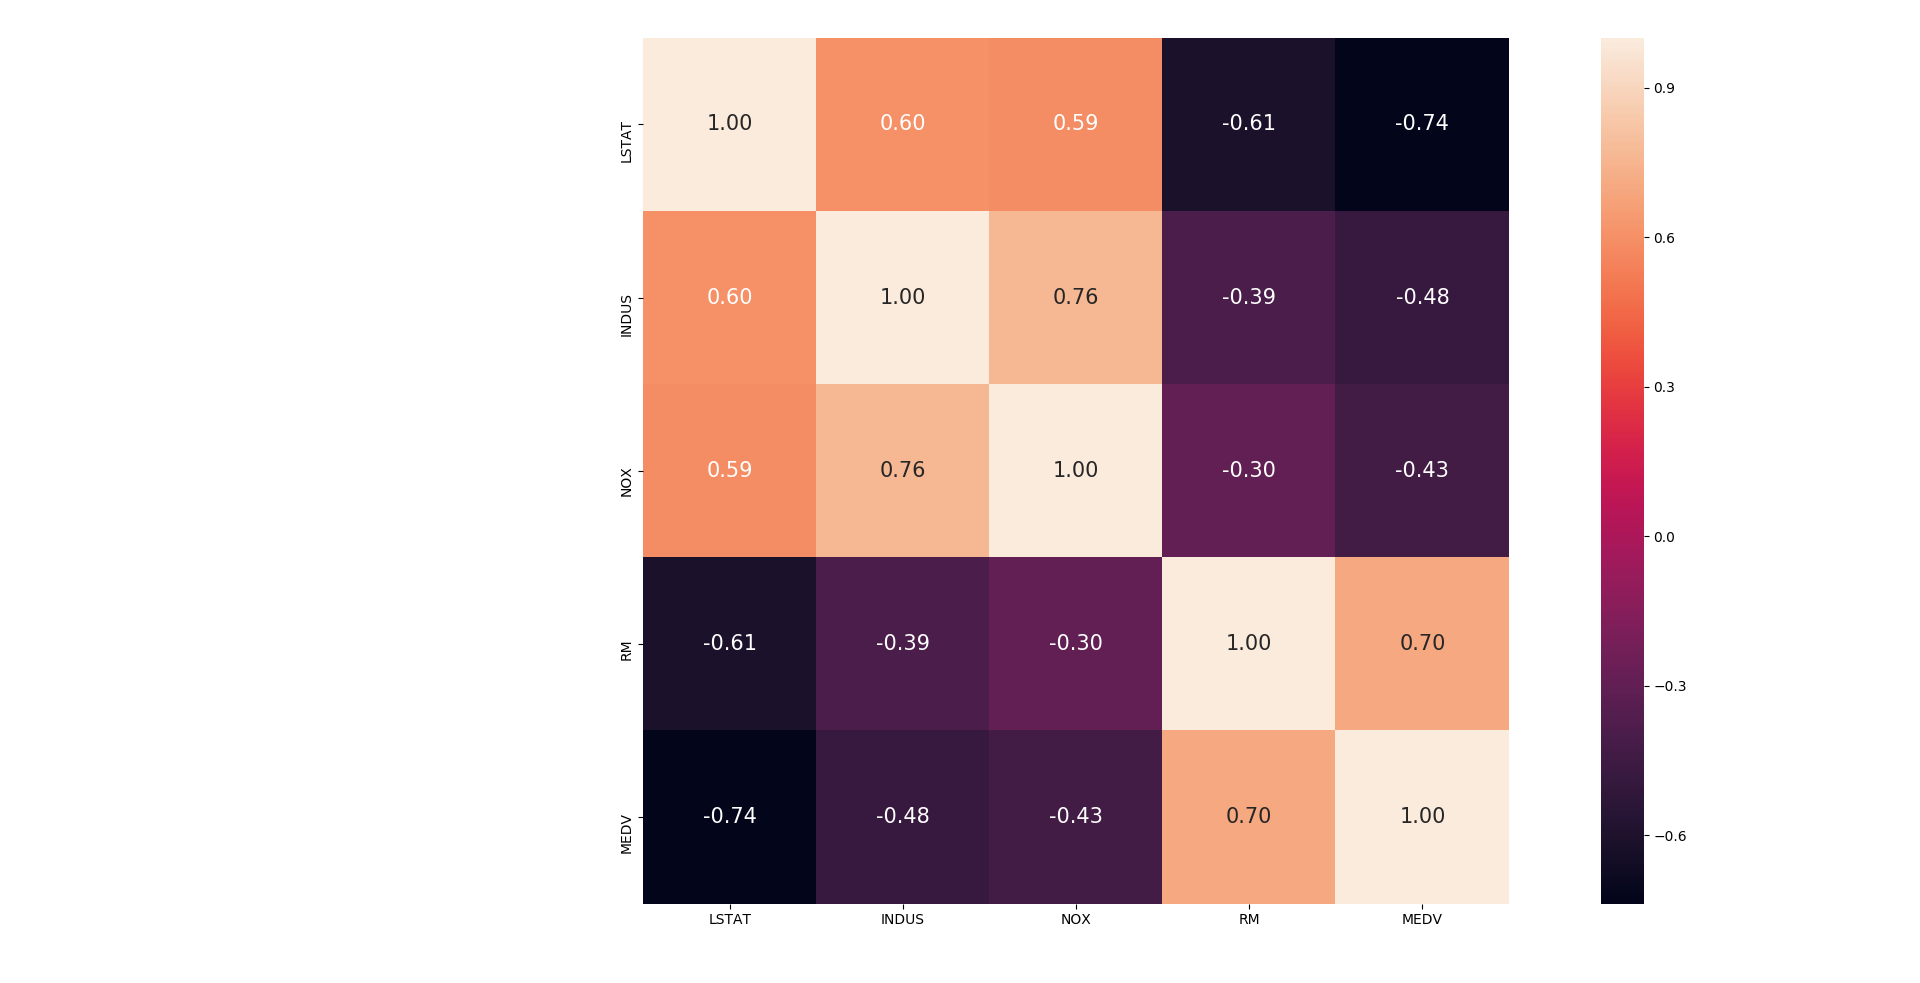 LSTAT 1.00 0.60 0.59 -0.61 -0.74
INDUS 0.60 1.00 0.76 -0.39 -0.48
NOX 0.59 0.76 1.00 -0.30 -0.43
RM -0.61 -0.39 -0.30 1.00 0.70
MEDV -0.74 -0.48 -0.43 0.70 1.00
LSTAT INDUS NOX RM MEDV
0.9
0.6
0.3
0.0
−0.3
−0.6